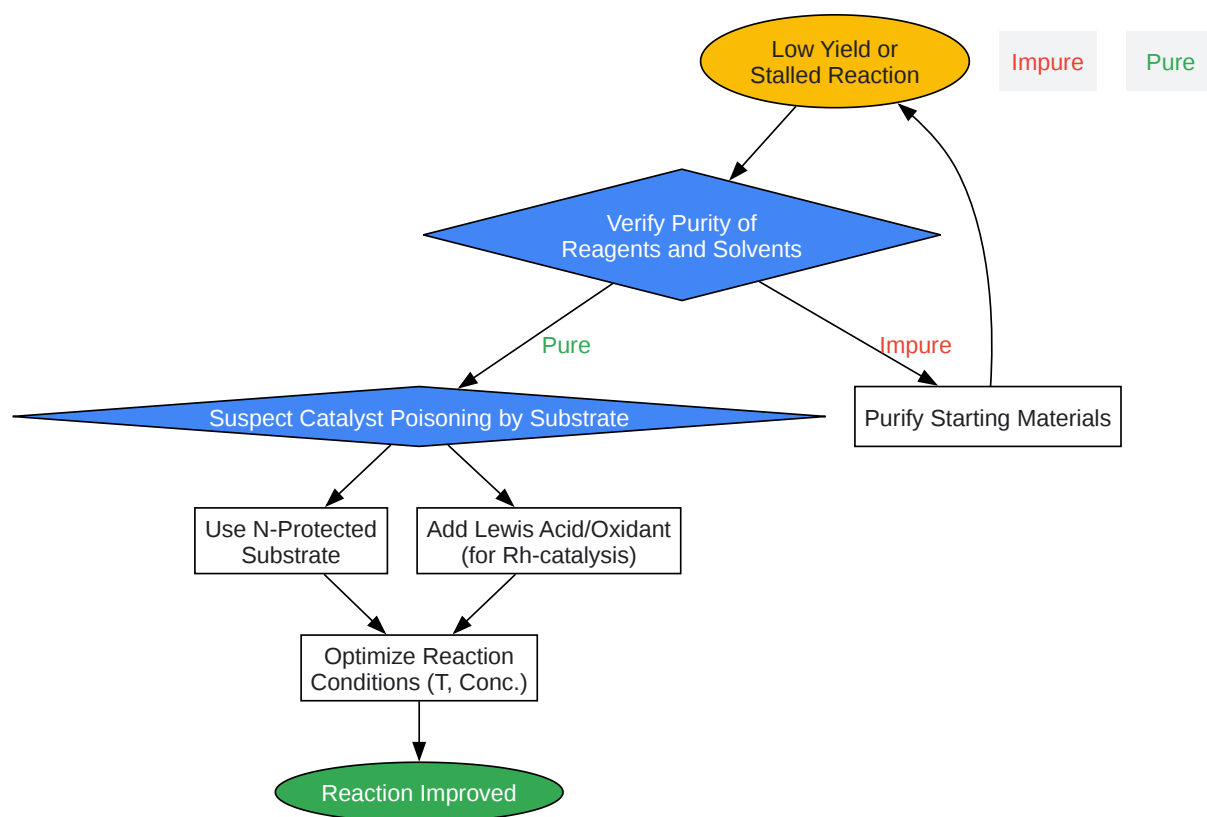 Low Yield or
Stalled Reaction
Impure
Pure
Verify Purity of
Reagents and Solvents
Pure
Impure
Suspect Catalyst Poisoning by Substrate
Purify Starting Materials
Use N-Protected
Substrate
Add Lewis Acid/Oxidant
(for Rh-catalysis)
Optimize Reaction
Conditions (T, Conc.)
Reaction Improved